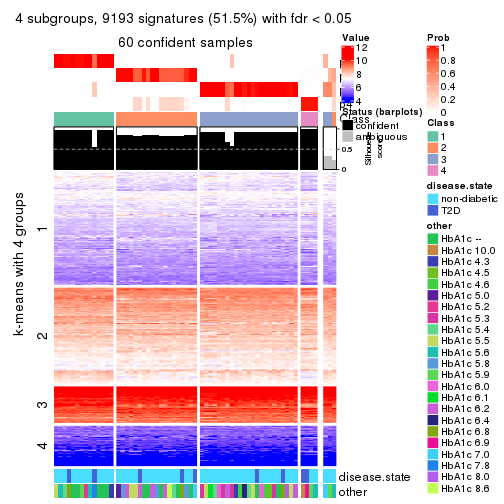 4 subgroups, 9193 signatures (51.5%) with fdr < 0.05
60 confident samples
k-means with 4 groups
1
2
3
4
p4
Class
1
0.5
0
Silhouette
score
disease.state
other
Value
12
10
8
6
4
Status (barplots)
confident
ambiguous
Prob
1
0.8
0.6
0.4
0.2
0
Class
1
2
3
4
disease.state
non-diabetic
T2D
other
HbA1c --
HbA1c 10.0
HbA1c 4.3
HbA1c 4.5
HbA1c 4.6
HbA1c 5.0
HbA1c 5.2
HbA1c 5.3
HbA1c 5.4
HbA1c 5.5
HbA1c 5.6
HbA1c 5.8
HbA1c 5.9
HbA1c 6.0
HbA1c 6.1
HbA1c 6.2
HbA1c 6.4
HbA1c 6.8
HbA1c 6.9
HbA1c 7.0
HbA1c 7.8
HbA1c 8.0
HbA1c 8.6